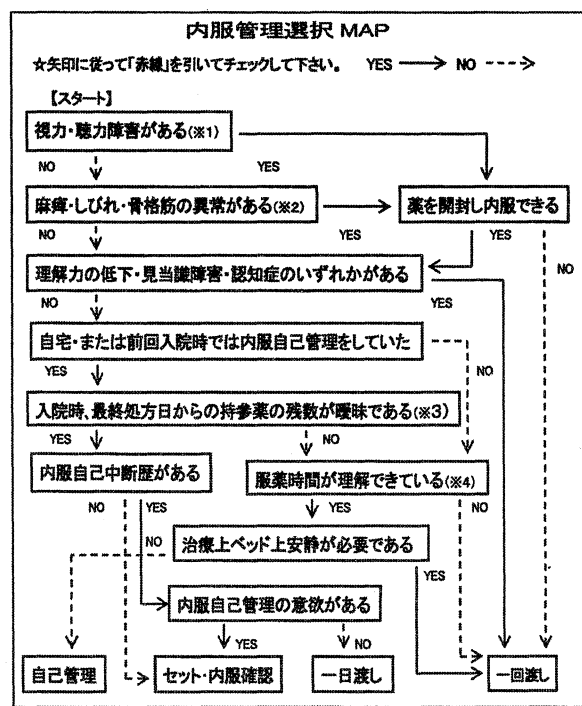 内服管理選択 MAP
☆矢印に従って「赤線」を引いてチェックして下さい。 YES NO
【スタート】
視力・聴力障害がある(※1)
NO YES
麻痺・しびれ・骨格筋の異常がある(※2) 薬を開封し内服できる
NO YES YES
理解力の低下・見当識障害・認知症のいずれかがある
NO YES NO
自宅・または前回入院時では内服自己管理をしていた
YES NO
入院時、最終処方日からの持参薬の残数が曖昧である(※3)
YES NO
内服自己中断歴がある 服薬時間が理解できている(※4)
NO YES YES NO
治療上ベッド上安静が必要である
NO YES
内服自己管理の意欲がある
YES NO
自己管理 セット・内服確認 一日渡し 一回渡し